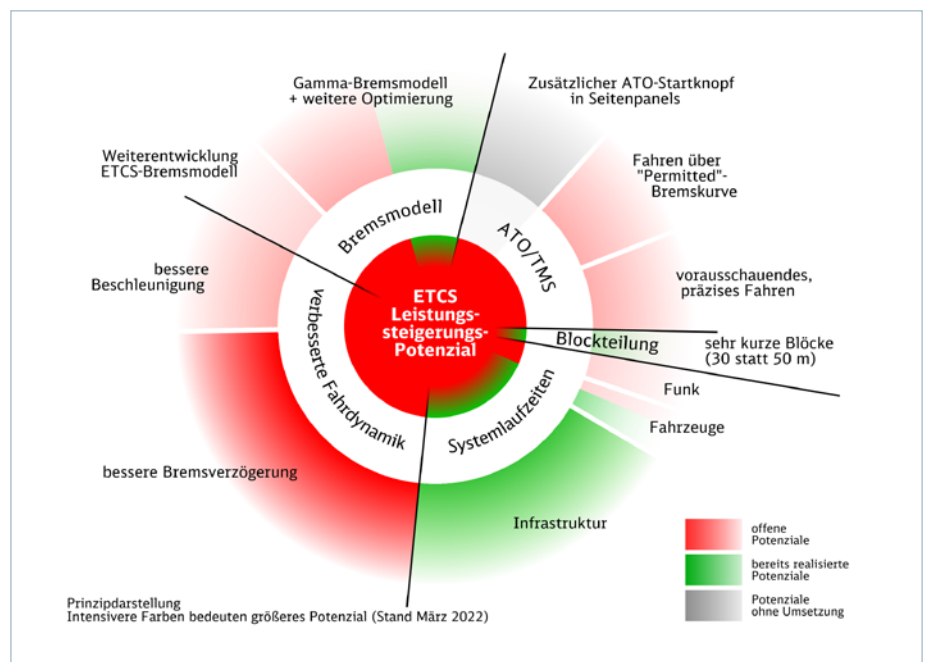 Gamma-Bremsmodell
+ weitere Optimierung
Zusätzlicher ATO-Startknopf
in Seitenpanels
Weiterentwicklung
ETCS-Bremsmodell
Fahren über
"Permitted"-
Bremskurve
Bremsmodell
ATO/TMS
bessere
Beschleunigung
vorausschauendes,
präzises Fahren
ETCS
Leistungs-
steigerungs-
Potenzial
verbesserte Fahrdynamik
Blockteilung
sehr kurze Blöcke
(30 statt 50 m)
Funk
Fahrzeuge
Systemlaufzeiten
bessere Bremsverzögerung
Infrastruktur
offene
Potenziale
bereits realisierte
Potenziale
Potenziale
ohne Umsetzung
Prinzipdarstellung
Intensivere Farben bedeuten größeres Potenzial (Stand März 2022)